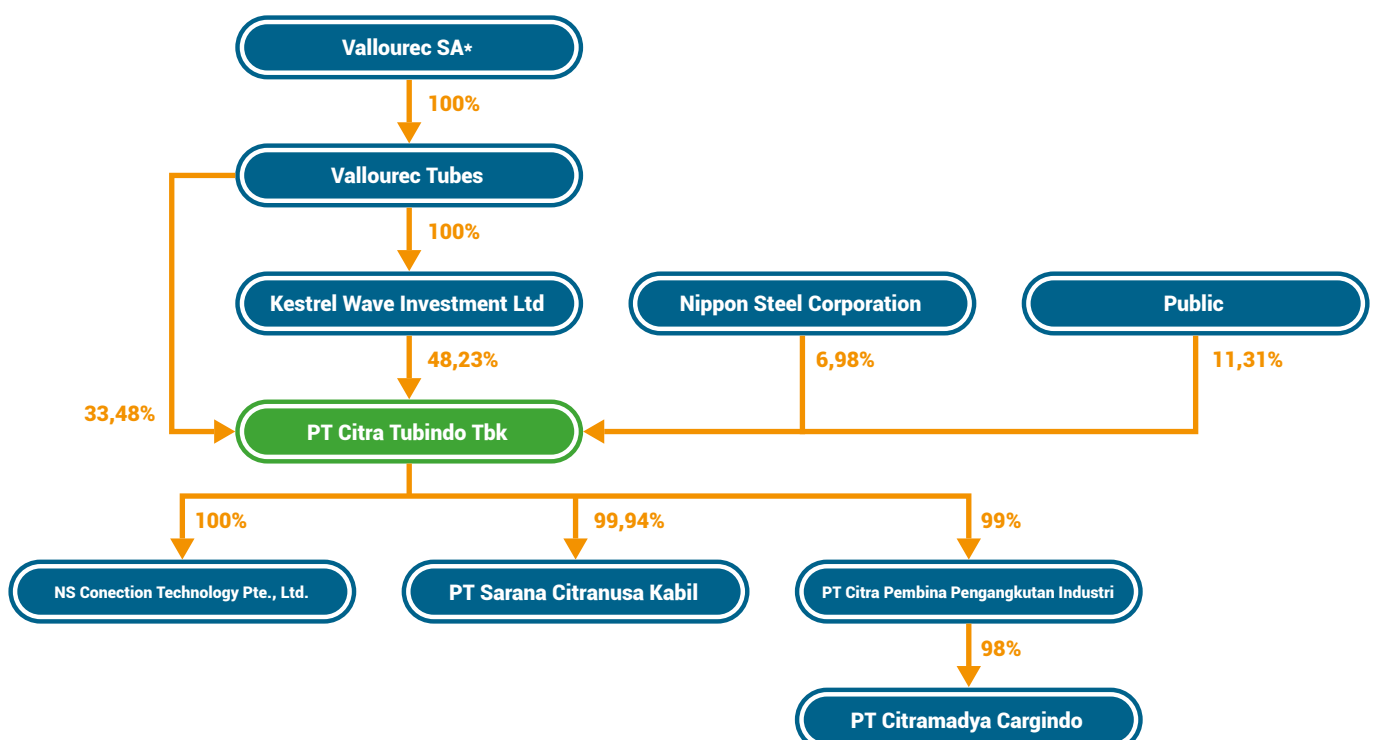 Vallourec SA*
100%
Vallourec Tubes
100%
Kestrel Wave Investment Ltd
Nippon Steel Corporation
Public
48,23%
6,98%
11,31%
33,48%
PT Citra Tubindo Tbk
100%
99,94%
99%
NS Conection Technology Pte., Ltd.
PT Sarana Citranusa Kabil
PT Citra Pembina Pengangkutan Industri
98%
PT Citramadya Cargindo